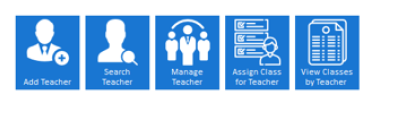 Add Teacher
Search
Teacher
Manage
Teacher
Assign Class
for Teacher
View Classes
by Teacher